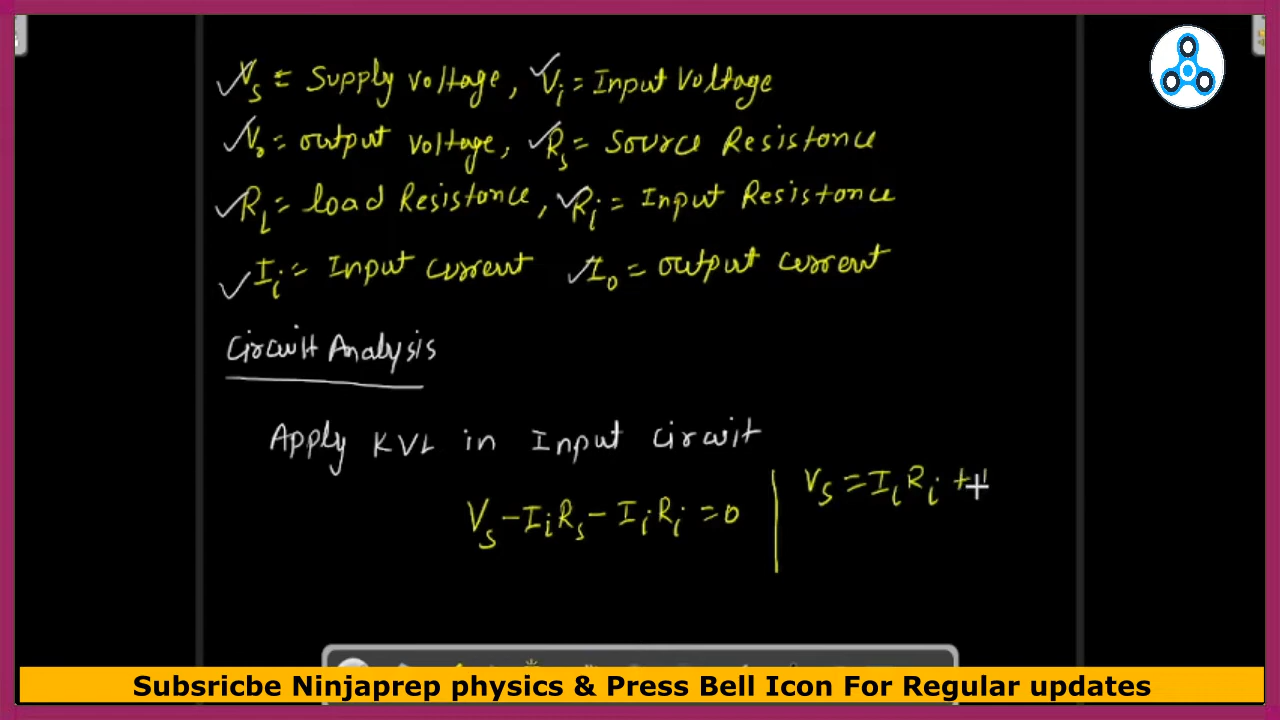 Vs = Supply voltage, Vi = Input Voltage
Vo = output voltage, Rs = Source Resistance
RL = load Resistance, Ri = Input Resistance
Ii = Input current Io = output current
Circuit Analysis
Apply KVL in Input circuit
Vs - IiRs - IiRi = 0
Vs = IiRi +
Subsricbe Ninjaprep physics & Press Bell Icon For Regular updates